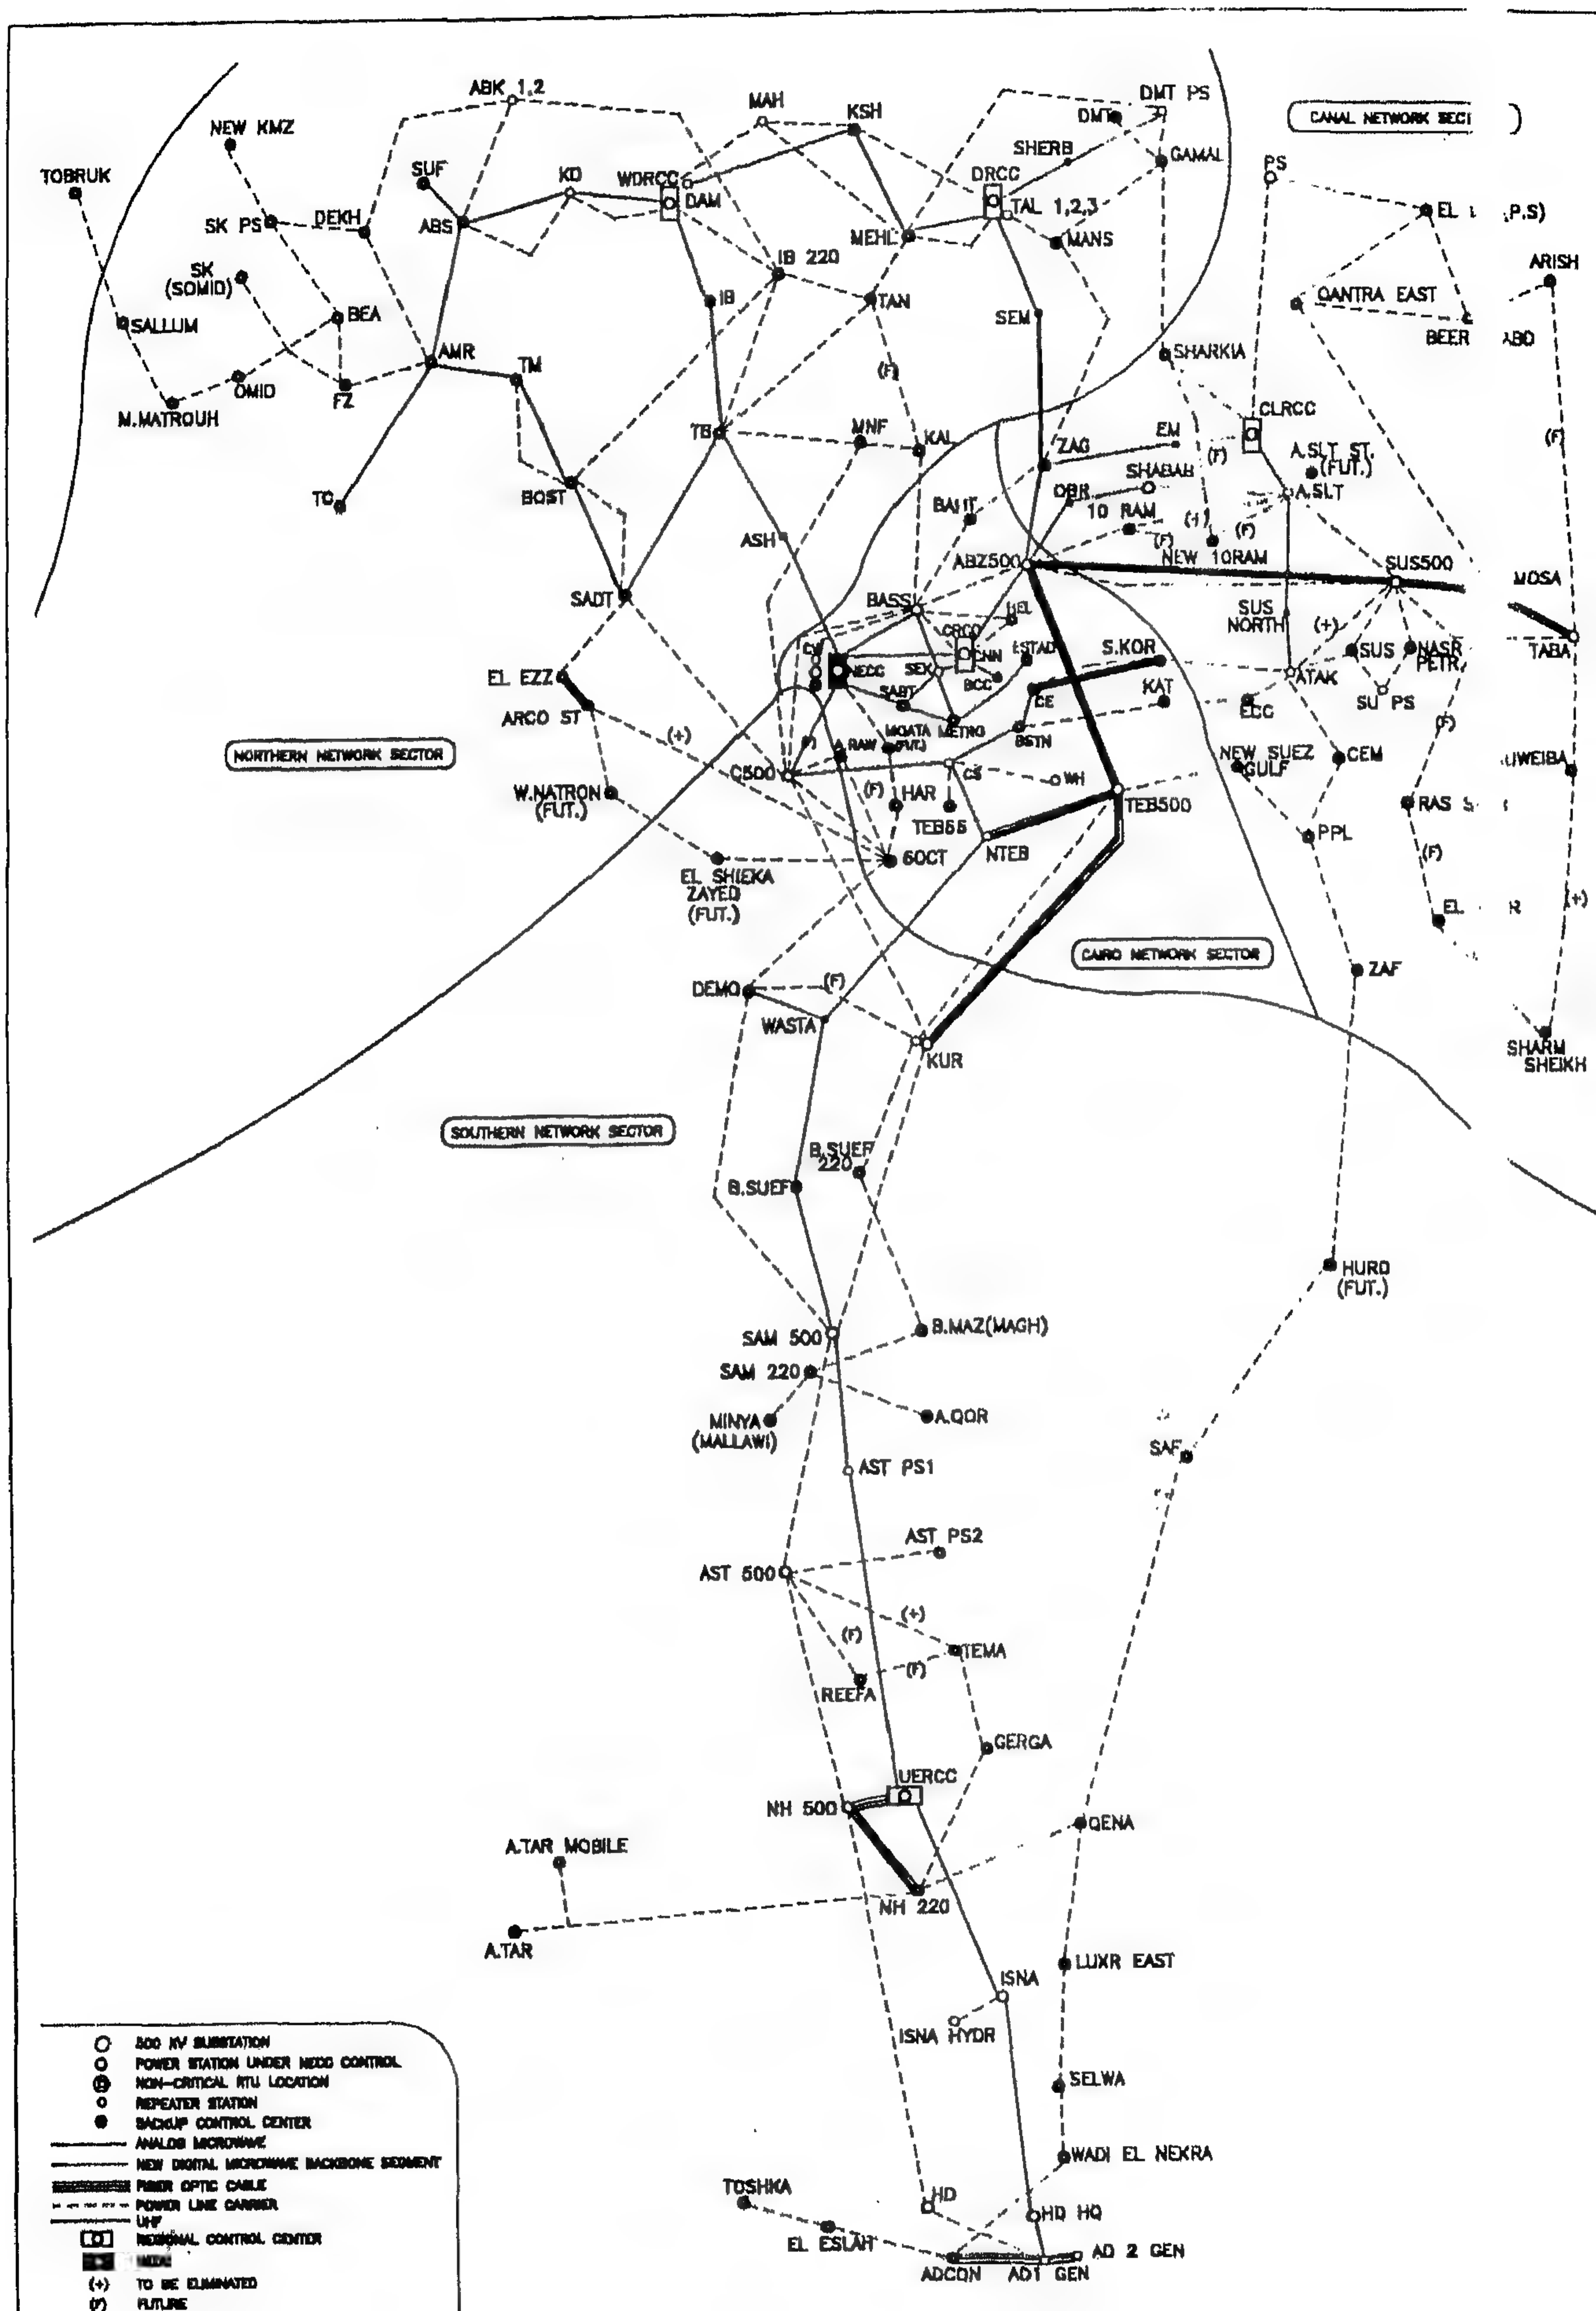 ABK 1,2
MAH
KSH
DMT PS
DMT
CANAL NETWORK
NEW KMZ
SHERB
GAMAL
TOBRUK
SUF
KD
WDRCC
DRCC
PS
DAM
TAL 1,2,3
SK PS
DEKH
ABS
MEHL
MANS
EL
P.S)
SK
(SOMID)
IB 220
ARISH
IB
TAN
QANTRA EAST
SALLUM
BEA
SEM
BEER
ABD
AMR
TM
SHARKIA
OMID
FZ
(F)
M.MATROUH
CLRCC
TB
MNF
KAL
ZAG
EM
(F)
(F)
A.SLT ST.
(FUT.)
SHABAB
TC
BOST
OBR
A.SLT
10 RAM
(+)
(F)
ASH
(F)
ABZ500
NEW 10RAM
SUS500
MOSA
SADT
BASS
SUS
NORTH
(+)
NECC
SEK
S.KOR
SUS
NASR
PETR.
TABA
EL EZZ
SABT
BCC
KAT
ATAK
SU PS
ARCO ST
(+)
METRO
BSTN
NORTHERN NETWORK SECTOR
A.RAW
(FUT.)
C500
CS
WH
NEW SUEZ
GULF
CEM
(F)
UWEIBA
W.NATRON
(FUT.)
(F)
HAR
TEB500
RAS
PPL
6OCT
NTEB
(F)
EL SHIEKA
ZAYED
(FUT.)
EL
R
(+)
CAIRO NETWORK SECTOR
ZAF
DEMO
(F)
WASTA
KUR
SHARM
SHEIKH
SOUTHERN NETWORK SECTOR
B.SUEF
220
B.SUEF
HURD
(FUT.)
SAM 500
B.MAZ(MAGH)
SAM 220
MINYA
(MALLAWI)
A.QOR
SAF
AST PS1
AST PS2
AST 500
(+)
(F)
TEMA
(F)
REEFA
GERGA
UERCC
NH 500
QENA
A.TAR MOBILE
NH 220
A.TAR
LUXR EAST
ISNA
ISNA HYDR
SELWA
WADI EL NEKRA
TOSHKA
HD
HD HQ
EL ESLAH
AD 2 GEN
ADCON
AD1 GEN
500 KV SUBSTATION
POWER STATION UNDER NECC CONTROL
NON-CRITICAL RTU LOCATION
REPEATER STATION
BACKUP CONTROL CENTER
ANALOG MICROWAVE
NEW DIGITAL MICROWAVE BACKBONE SEGMENT
FIBER OPTIC CABLE
POWER LINE CARRIER
UHF
REGIONAL CONTROL CENTER
(+) TO BE ELIMINATED
(F) FUTURE